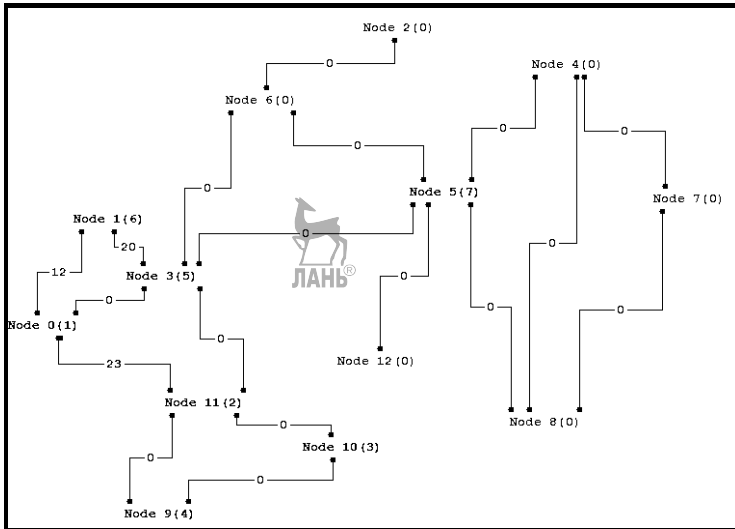 Node 2(0)
0
Node 4(0)
Node 6(0)
0
0
0
Node 5(7)
0
Node 7(0)
Node 1(6)
20
0
0
12
Node 3(5)
0
0
ЛАНЬ®
0
0
Node 0(1)
0
Node 12(0)
23
Node 11(2)
0
Node 8(0)
Node 10(3)
0
0
Node 9(4)